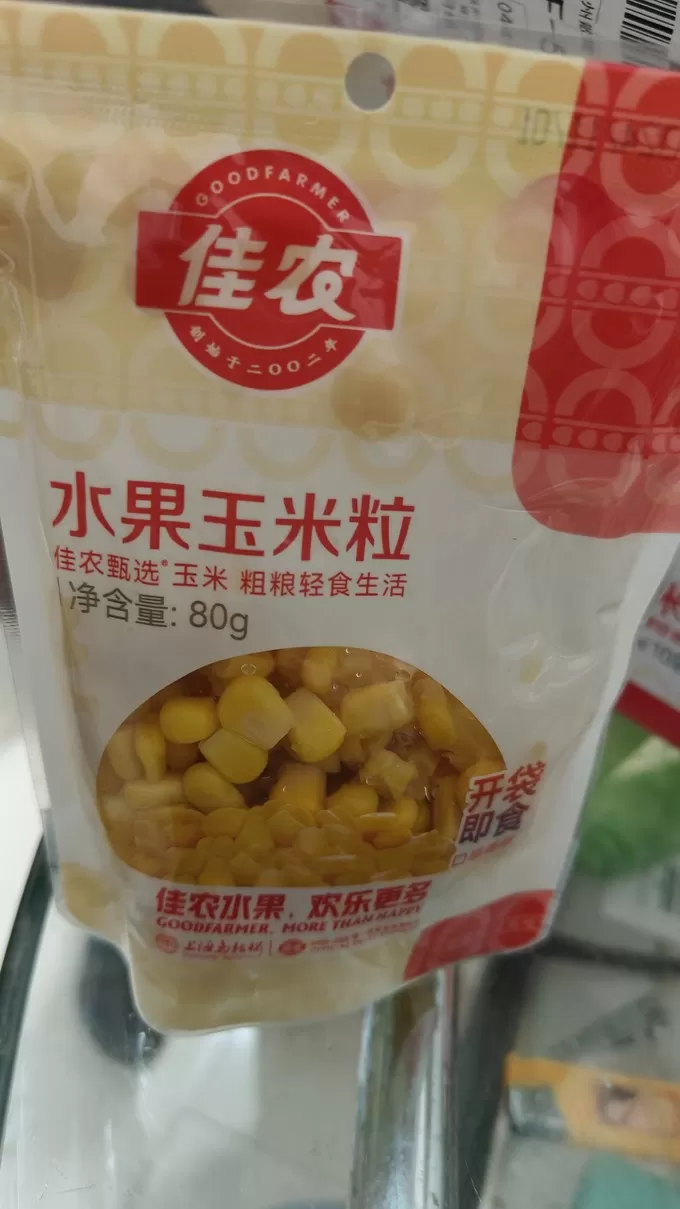 GOODFARMER
佳农
创始于二〇〇二年
水果玉米粒
佳农甄选®玉米 粗粮轻食生活
净含量: 80g
开袋
即食
佳农水果, 欢乐更多
GOODFARMER, MORE THAN HAPPY